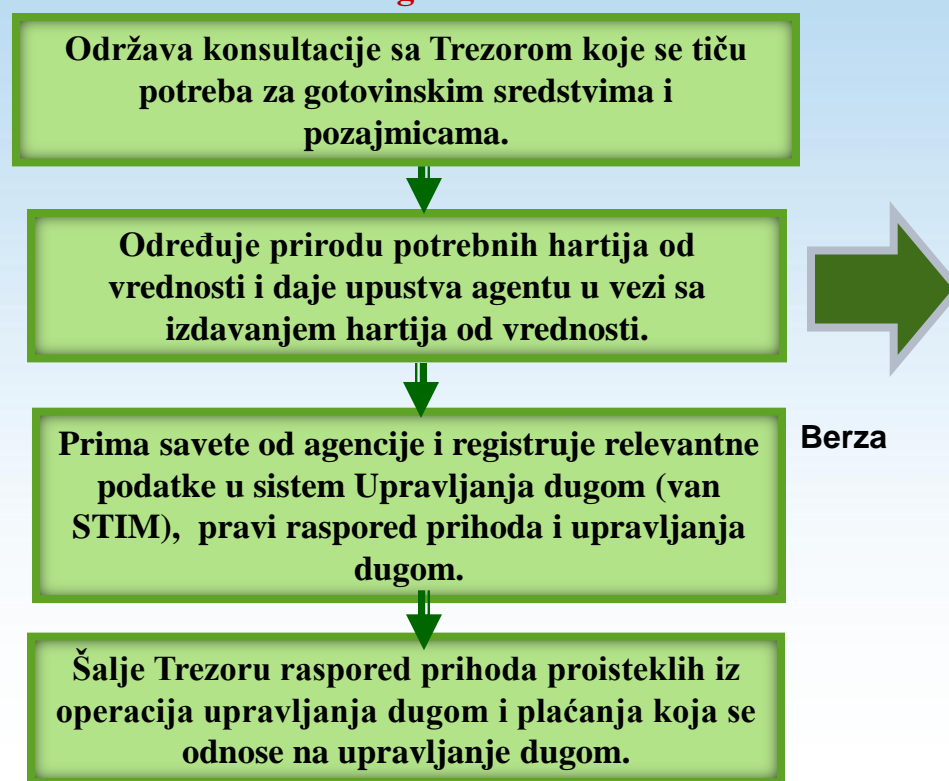 Održava konsultacije sa Trezorom koje se tiču
potreba za gotovinskim sredstvima i
pozajmicama.
Određuje prirodu potrebnih hartija od
vrednosti i daje upustva agentu u vezi sa
izdavanjem hartija od vrednosti.
Prima savete od agencije i registruje relevantne
podatke u sistem Upravljanja dugom (van
STIM), pravi raspored prihoda i upravljanja
dugom.
Berza
Šalje Trezoru raspored prihoda proisteklih iz
operacija upravljanja dugom i plaćanja koja se
odnose na upravljanje dugom.